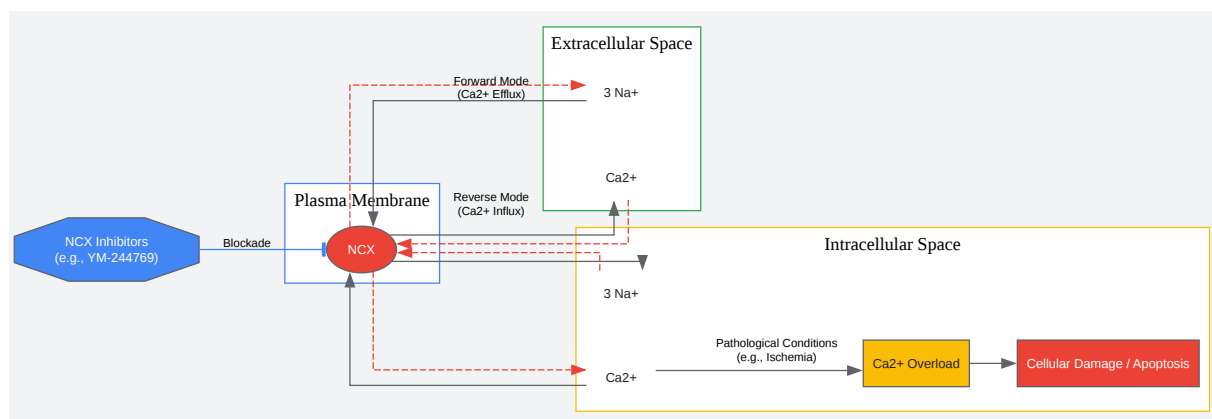 Extracellular Space
Forward Mode
(Ca2+ Efflux)
3 Na+
Ca2+
Plasma Membrane
Reverse Mode
(Ca2+ Influx)
NCX Inhibitors
(e.g., YM-244769)
Blockade
NCX
Intracellular Space
3 Na+
Pathological Conditions
(e.g., Ischemia)
Ca2+
Ca2+ Overload
Cellular Damage / Apoptosis